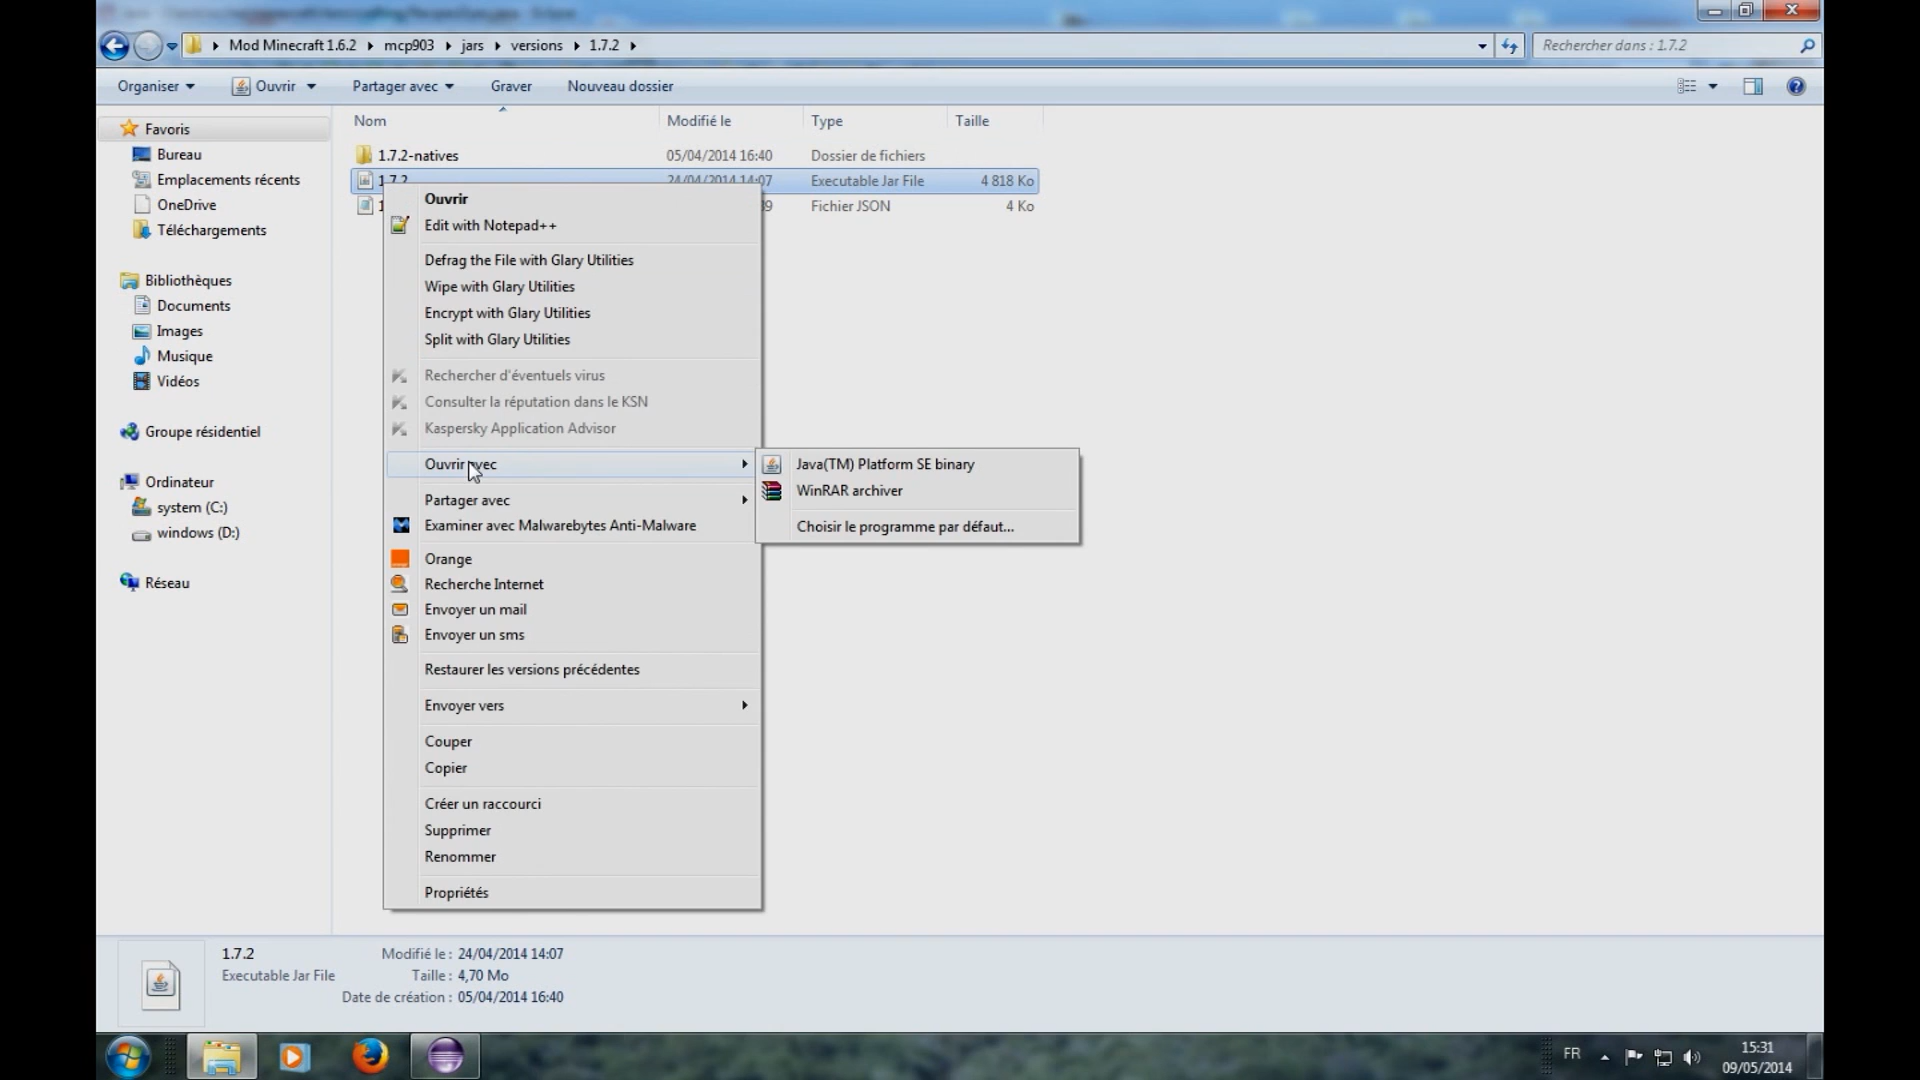 Mod Minecraft 1.6.2 mcp903 jars versions 1.7.2
Rechercher dans : 1.7.2
Organiser Ouvrir Partager avec Graver Nouveau dossier
Nom Modifié le Type Taille
1.7.2-natives 05/04/2014 16:40 Dossier de fichiers
1.7.2 24/04/2014 14:07 Executable Jar File 4 818 Ko
Fichier JSON 4 Ko
Favoris
Bureau
Emplacements récents
OneDrive
Téléchargements
Bibliothèques
Documents
Images
Musique
Vidéos
Groupe résidentiel
Ordinateur
system (C:)
windows (D:)
Réseau
Ouvrir
Edit with Notepad++
Defrag the File with Glary Utilities
Wipe with Glary Utilities
Encrypt with Glary Utilities
Split with Glary Utilities
Rechercher d'éventuels virus
Consulter la réputation dans le KSN
Kaspersky Application Advisor
Ouvrir avec
Partager avec
Examiner avec Malwarebytes Anti-Malware
Orange
Recherche Internet
Envoyer un mail
Envoyer un sms
Restaurer les versions précédentes
Envoyer vers
Couper
Copier
Créer un raccourci
Supprimer
Renommer
Propriétés
Java(TM) Platform SE binary
WinRAR archiver
Choisir le programme par défaut...
1.7.2 Modifié le : 24/04/2014 14:07
Executable Jar File Taille : 4,70 Mo
Date de création : 05/04/2014 16:40
FR
15:31
09/05/2014